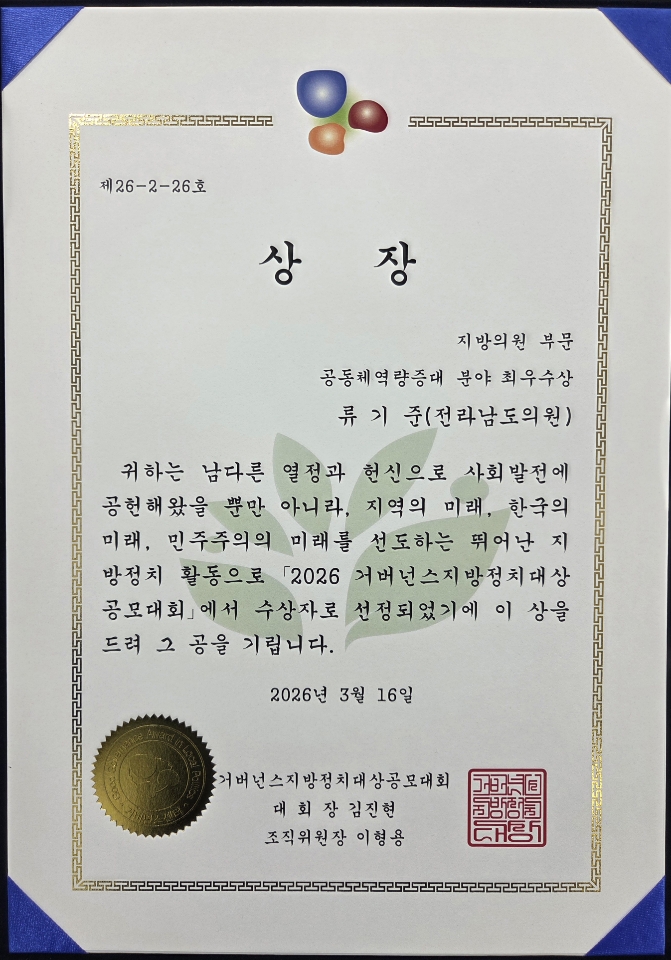 제26-2-26호
상 장
지방의원 부문
공동체역량증대 분야 최우수상
류 기 준(전라남도의원)
귀하는 남다른 열정과 헌신으로 사회발전에
공헌해왔을 뿐만 아니라, 지역의 미래, 한국의
미래, 민주주의의 미래를 선도하는 뛰어난 지
방정치 활동으로 「2026 거버넌스지방정치대상
공모대회」에서 수상자로 선정되었기에 이 상을
드려 그 공을 기립니다.
2026년 3월 16일
거버넌스지방정치대상공모대회
대 회 장 김진현
조직위원장 이형용